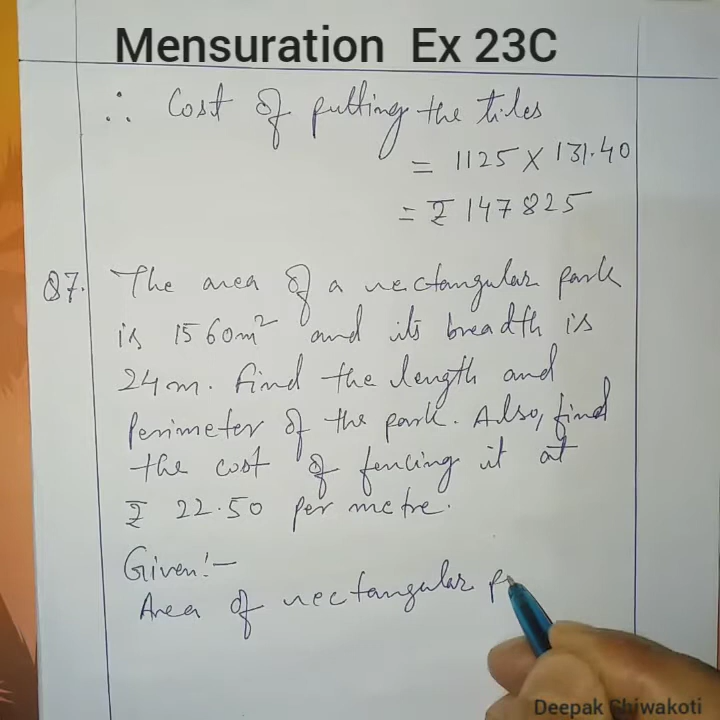 Mensuration Ex 23C
∴ Cost of putting the tiles
= 1125 × 131.40
= ₹ 147825
Q7. The area of a rectangular park
is 1560m² and its breadth is
24m. Find the length and
Perimeter of the park. Also, find
the cost of fencing it at
₹ 22.50 per metre.
Given:-
Area of rectangular p
Deepak Ghiwakoti